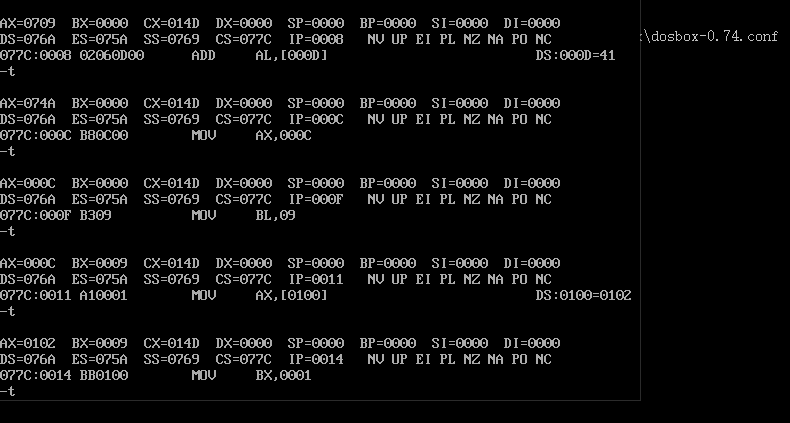 AX=0709 BX=0000 CX=014D DX=0000 SP=0000 BP=0000 SI=0000 DI=0000
DS=076A ES=075A SS=0769 CS=077C IP=0008 NV UP EI PL NZ NA PO NC
:\dosbox-0.74.conf
077C:0008 02060D00 ADD AL,[000D] DS:000D=41
-t
AX=074A BX=0000 CX=014D DX=0000 SP=0000 BP=0000 SI=0000 DI=0000
DS=076A ES=075A SS=0769 CS=077C IP=000C NV UP EI PL NZ NA PO NC
077C:000C B80C00 MOV AX,000C
-t
AX=000C BX=0000 CX=014D DX=0000 SP=0000 BP=0000 SI=0000 DI=0000
DS=076A ES=075A SS=0769 CS=077C IP=000F NV UP EI PL NZ NA PO NC
077C:000F B309 MOV BL,09
-t
AX=000C BX=0009 CX=014D DX=0000 SP=0000 BP=0000 SI=0000 DI=0000
DS=076A ES=075A SS=0769 CS=077C IP=0011 NV UP EI PL NZ NA PO NC
077C:0011 A10001 MOV AX,[0100] DS:0100=0102
-t
AX=0102 BX=0009 CX=014D DX=0000 SP=0000 BP=0000 SI=0000 DI=0000
DS=076A ES=075A SS=0769 CS=077C IP=0014 NV UP EI PL NZ NA PO NC
077C:0014 BB0100 MOV BX,0001
-t